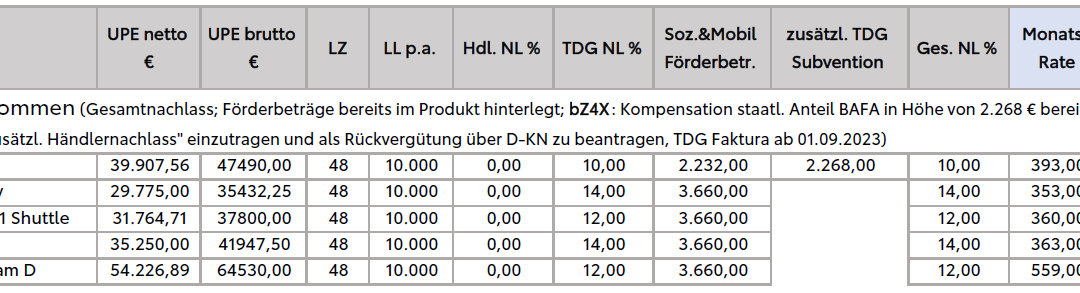 UPE netto € UPE brutto € LZ LL p.a. Hdl. NL % TDG NL % Soz.&Mobil Förderbetr. zusätzl. TDG Subvention Ges. NL % Monats Rate
ommen (Gesamtnachlass; Förderbeträge bereits im Produkt hinterlegt; bZ4X: Kompensation staatl. Anteil BAFA in Höhe von 2.268 € berei
usätzl. Händlernachlass" einzutragen und als Rückvergütung über D-KN zu beantragen, TDG Faktura ab 01.09.2023)
39.907,56 47490,00 48 10.000 0,00 10,00 2.232,00 2.268,00 10,00 393,00
y 29.775,00 35432,25 48 10.000 0,00 14,00 3.660,00 14,00 353,00
1 Shuttle 31.764,71 37800,00 48 10.000 0,00 12,00 3.660,00 12,00 360,00
35.250,00 41947,50 48 10.000 0,00 14,00 3.660,00 14,00 363,00
am D 54.226,89 64530,00 48 10.000 0,00 12,00 3.660,00 12,00 559,00